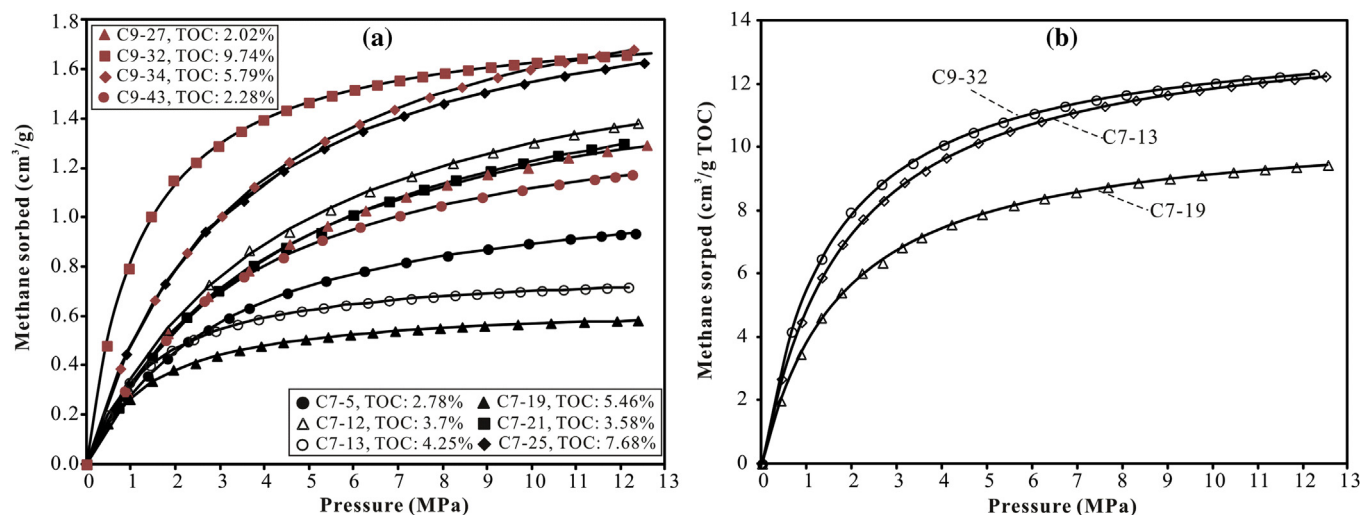 (a)
C9-27, TOC: 2.02%
C9-32, TOC: 9.74%
C9-34, TOC: 5.79%
C9-43, TOC: 2.28%
1.8
1.6
1.4
1.2
1.0
0.8
0.6
0.4
0.2
0.0
Methane sorbed (cm³/g)
C7-5, TOC: 2.78%
C7-19, TOC: 5.46%
C7-12, TOC: 3.7%
C7-21, TOC: 3.58%
C7-13, TOC: 4.25%
C7-25, TOC: 7.68%
0 1 2 3 4 5 6 7 8 9 10 11 12 13
Pressure (MPa)
(b)
14
12
10
8
6
4
2
0
Methane sorped (cm³/g TOC)
C9-32
C7-13
C7-19
0 1 2 3 4 5 6 7 8 9 10 11 12 13
Pressure (MPa)